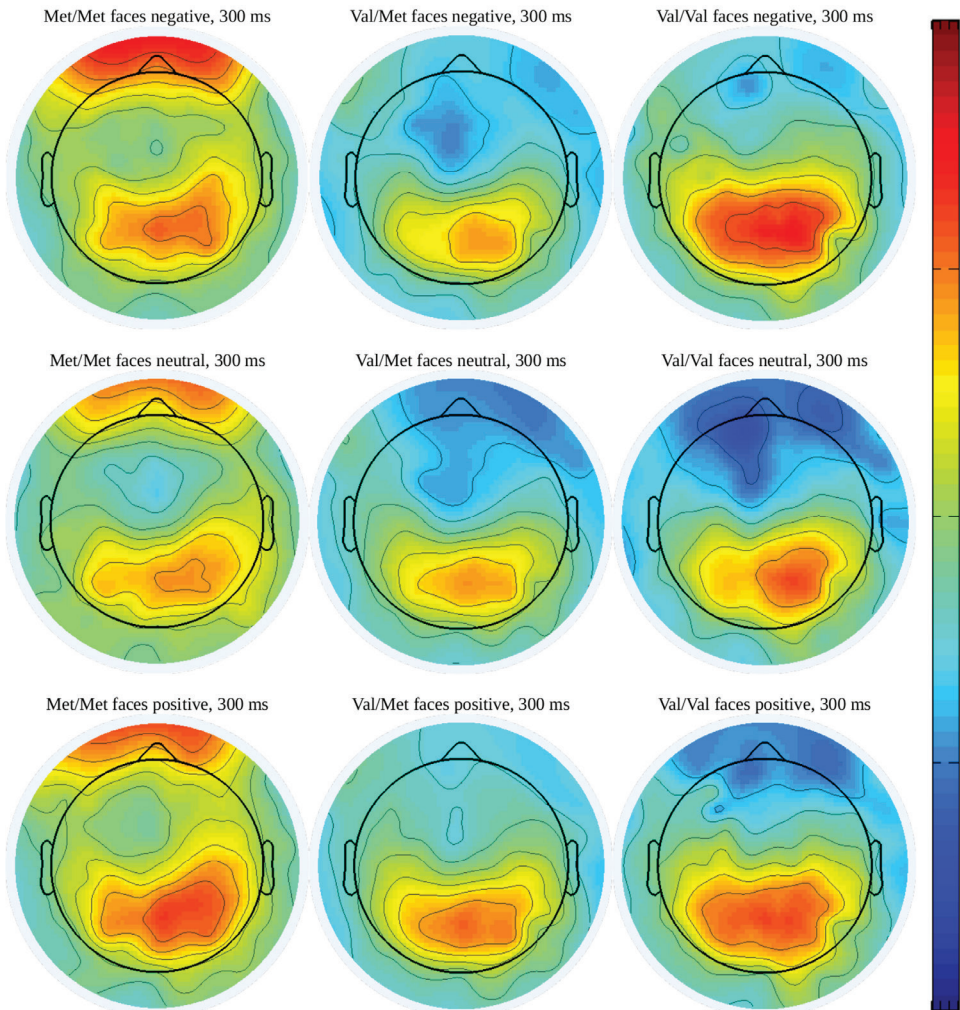 Met/Met faces negative, 300 ms
Val/Met faces negative, 300 ms
Val/Val faces negative, 300 ms
Met/Met faces neutral, 300 ms
Val/Met faces neutral, 300 ms
Val/Val faces neutral, 300 ms
Met/Met faces positive, 300 ms
Val/Met faces positive, 300 ms
Val/Val faces positive, 300 ms